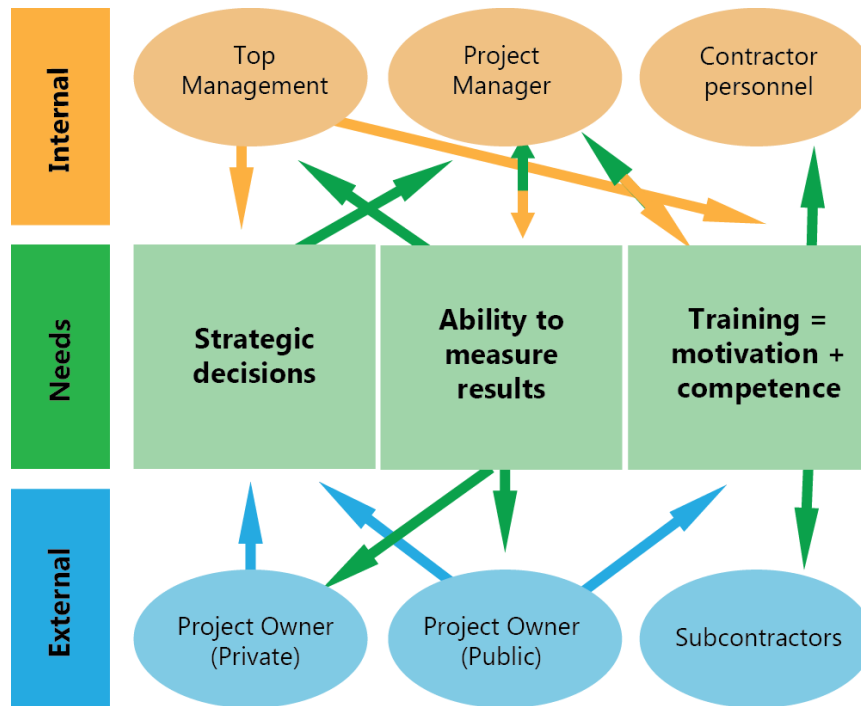 Internal
Top
Management
Project
Manager
Contractor
personnel
Needs
Strategic
decisions
Ability to
measure
results
Training =
motivation +
competence
External
Project Owner
(Private)
Project Owner
(Public)
Subcontractors